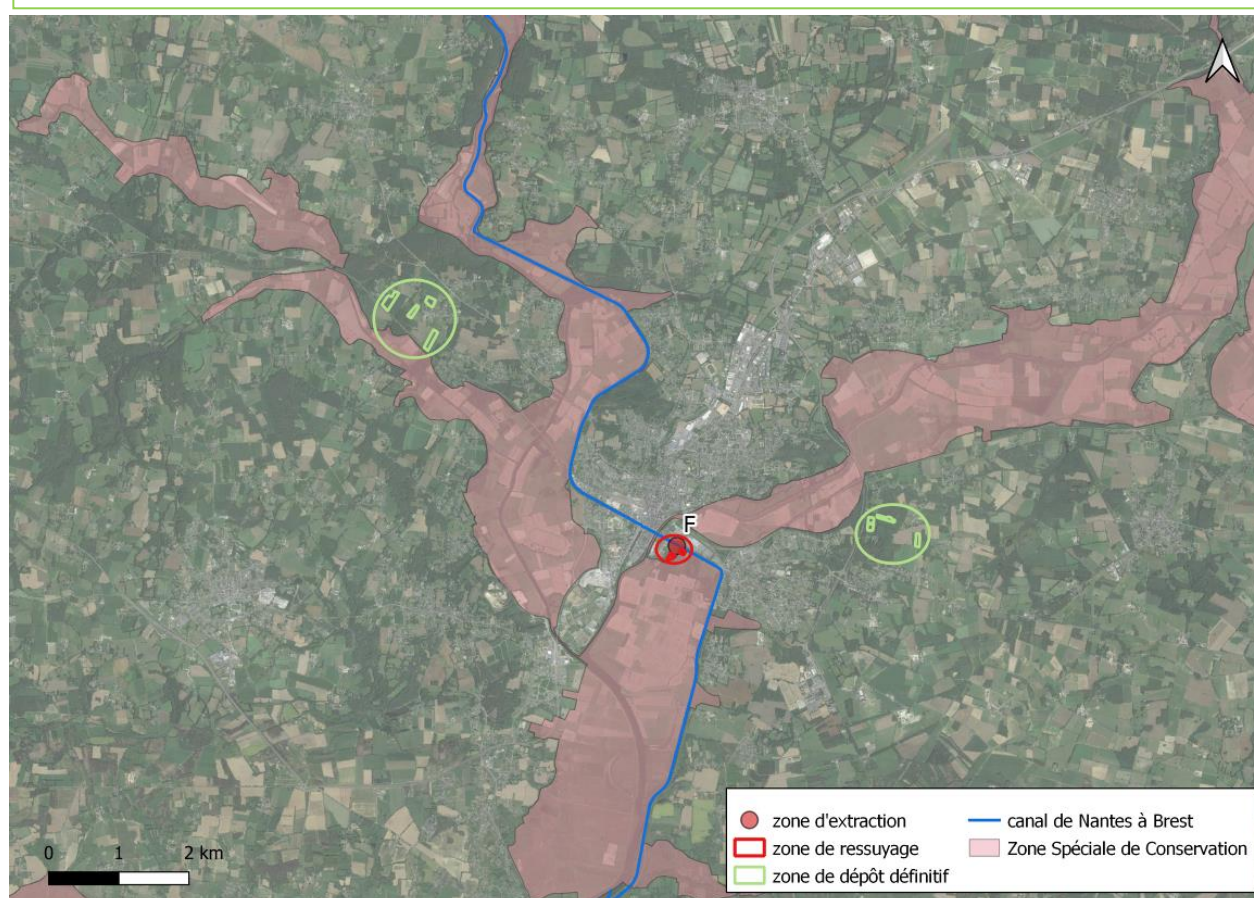 F
0 1 2 km
zone d'extraction
zone de ressuyage
zone de dépôt définitif
canal de Nantes à Brest
Zone Spéciale de Conservation